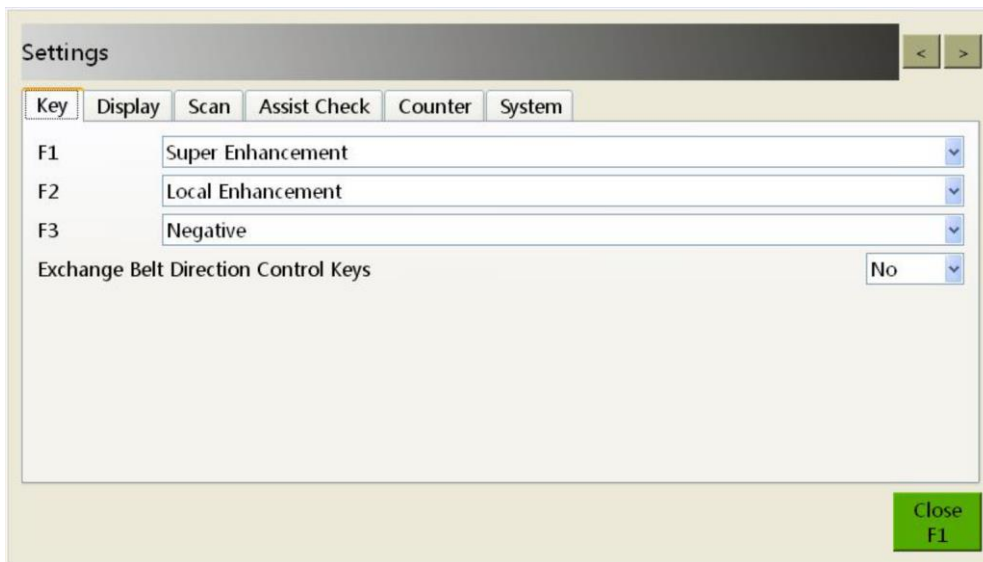 Settings
< >
Key Display Scan Assist Check Counter System
F1 Super Enhancement
F2 Local Enhancement
F3 Negative
Exchange Belt Direction Control Keys No
Close
F1